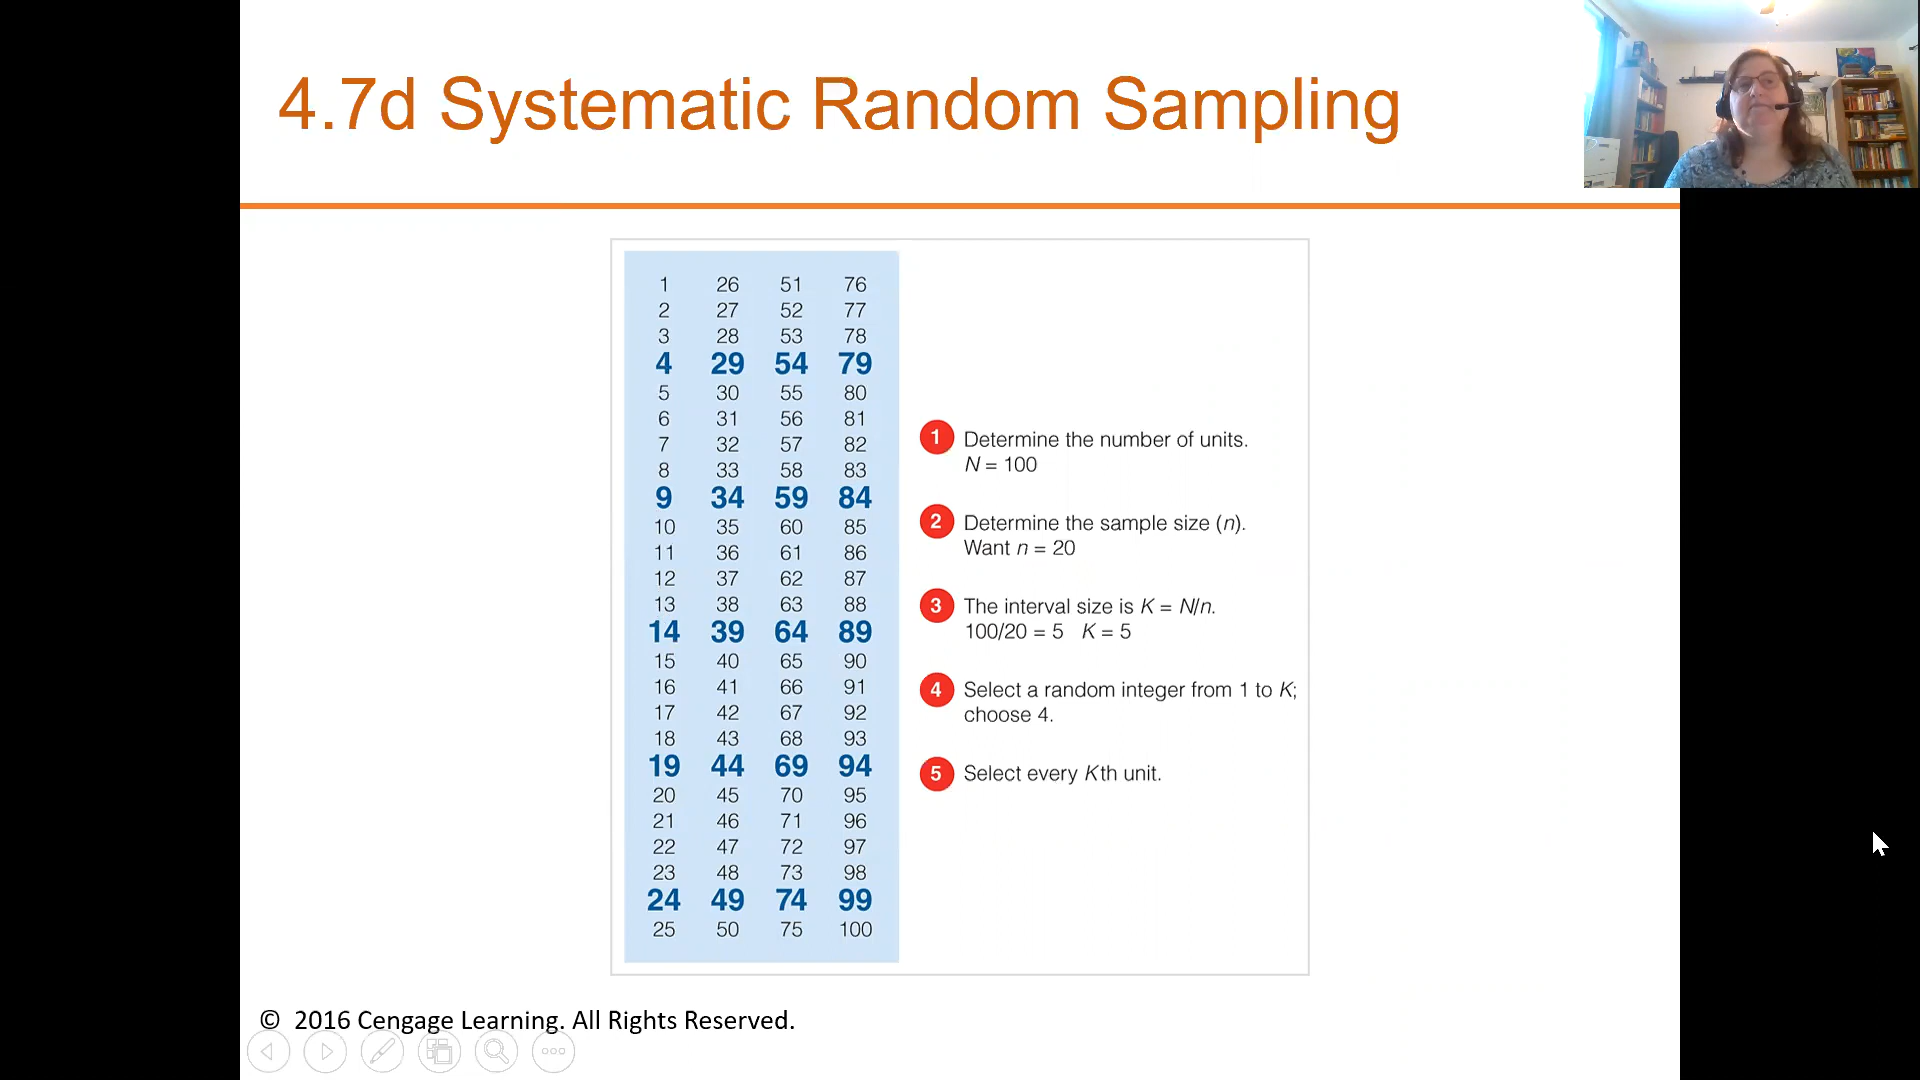 4.7d Systematic Random Sampling
1 26 51 76
2 27 52 77
3 28 53 78
4 29 54 79
5 30 55 80
6 31 56 81
7 32 57 82
8 33 58 83
9 34 59 84
10 35 60 85
11 36 61 86
12 37 62 87
13 38 63 88
14 39 64 89
15 40 65 90
16 41 66 91
17 42 67 92
18 43 68 93
19 44 69 94
20 45 70 95
21 46 71 96
22 47 72 97
23 48 73 98
24 49 74 99
25 50 75 100
1 Determine the number of units.
N = 100
2 Determine the sample size (n).
Want n = 20
3 The interval size is K = N/n.
100/20 = 5 K = 5
4 Select a random integer from 1 to K;
choose 4.
5 Select every Kth unit.
© 2016 Cengage Learning. All Rights Reserved.